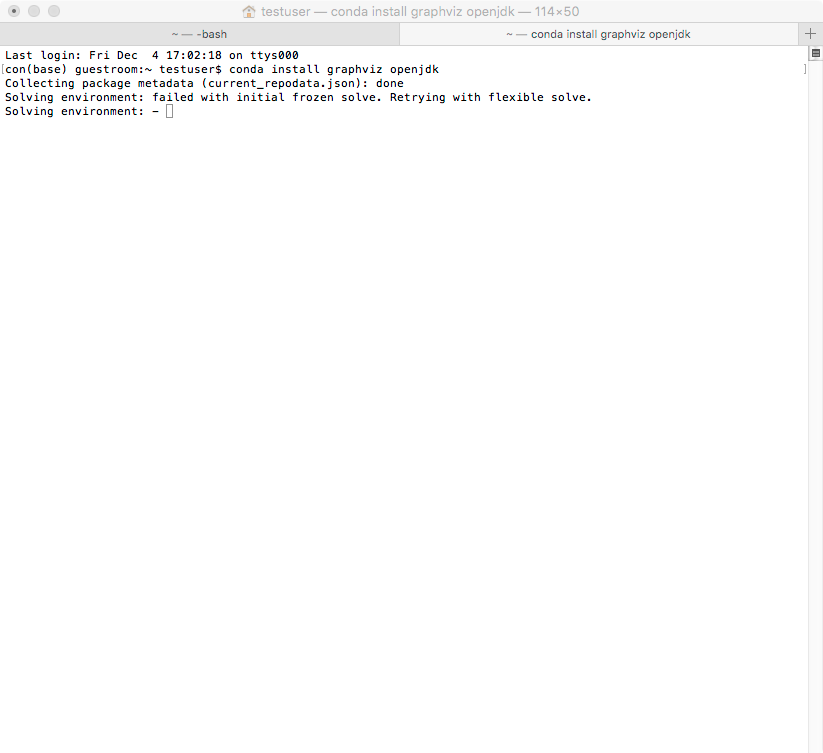 testuser — conda install graphviz openjdk — 114×50
~ — -bash
~ — conda install graphviz openjdk
+
Last login: Fri Dec  4 17:02:18 on ttys000
[con(base) guestroom:~ testuser$ conda install graphviz openjdk ]
Collecting package metadata (current_repodata.json): done
Solving environment: failed with initial frozen solve. Retrying with flexible solve.
Solving environment: -